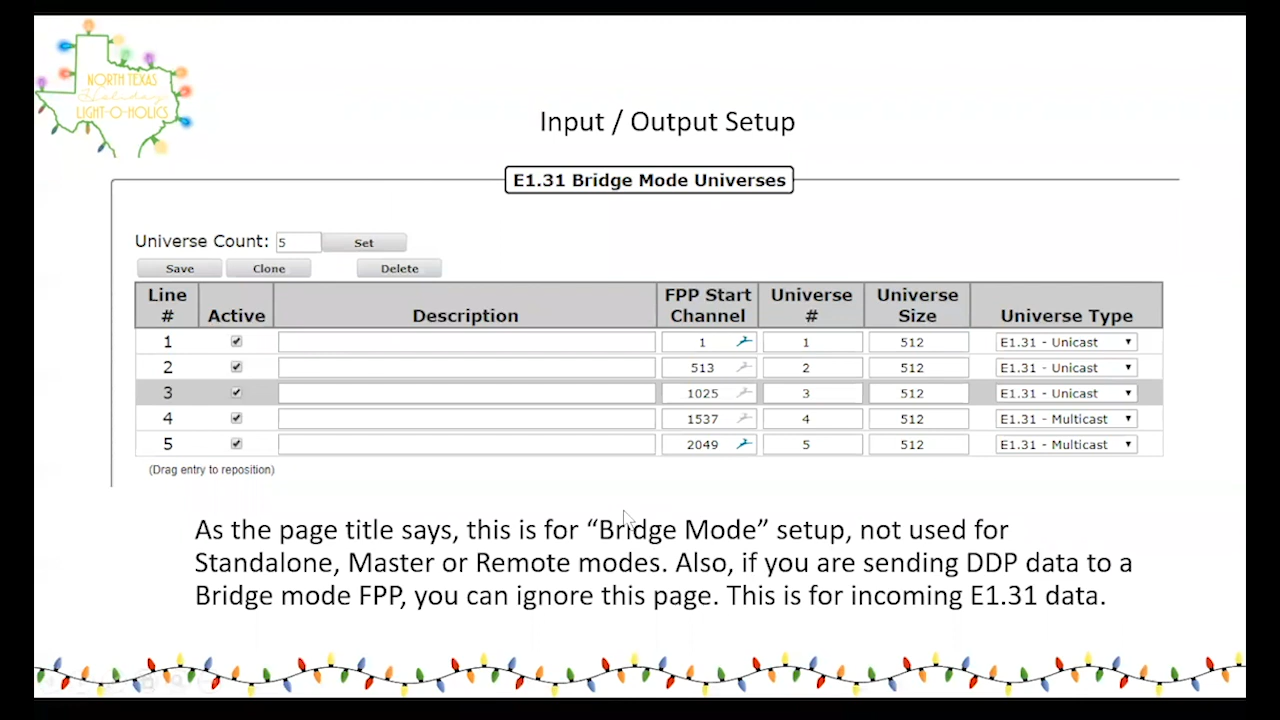 NORTH TEXAS
Holiday
LIGHT-O-HOLICS
Input / Output Setup
E1.31 Bridge Mode Universes
Universe Count: 5 Set
Save Clone Delete
Line # Active Description FPP Start Channel Universe # Universe Size Universe Type
1 1 1 512 E1.31 - Unicast
2 513 2 512 E1.31 - Unicast
3 1025 3 512 E1.31 - Unicast
4 1537 4 512 E1.31 - Multicast
5 2049 5 512 E1.31 - Multicast
(Drag entry to reposition)
As the page title says, this is for “Bridge Mode” setup, not used for
Standalone, Master or Remote modes. Also, if you are sending DDP data to a
Bridge mode FPP, you can ignore this page. This is for incoming E1.31 data.